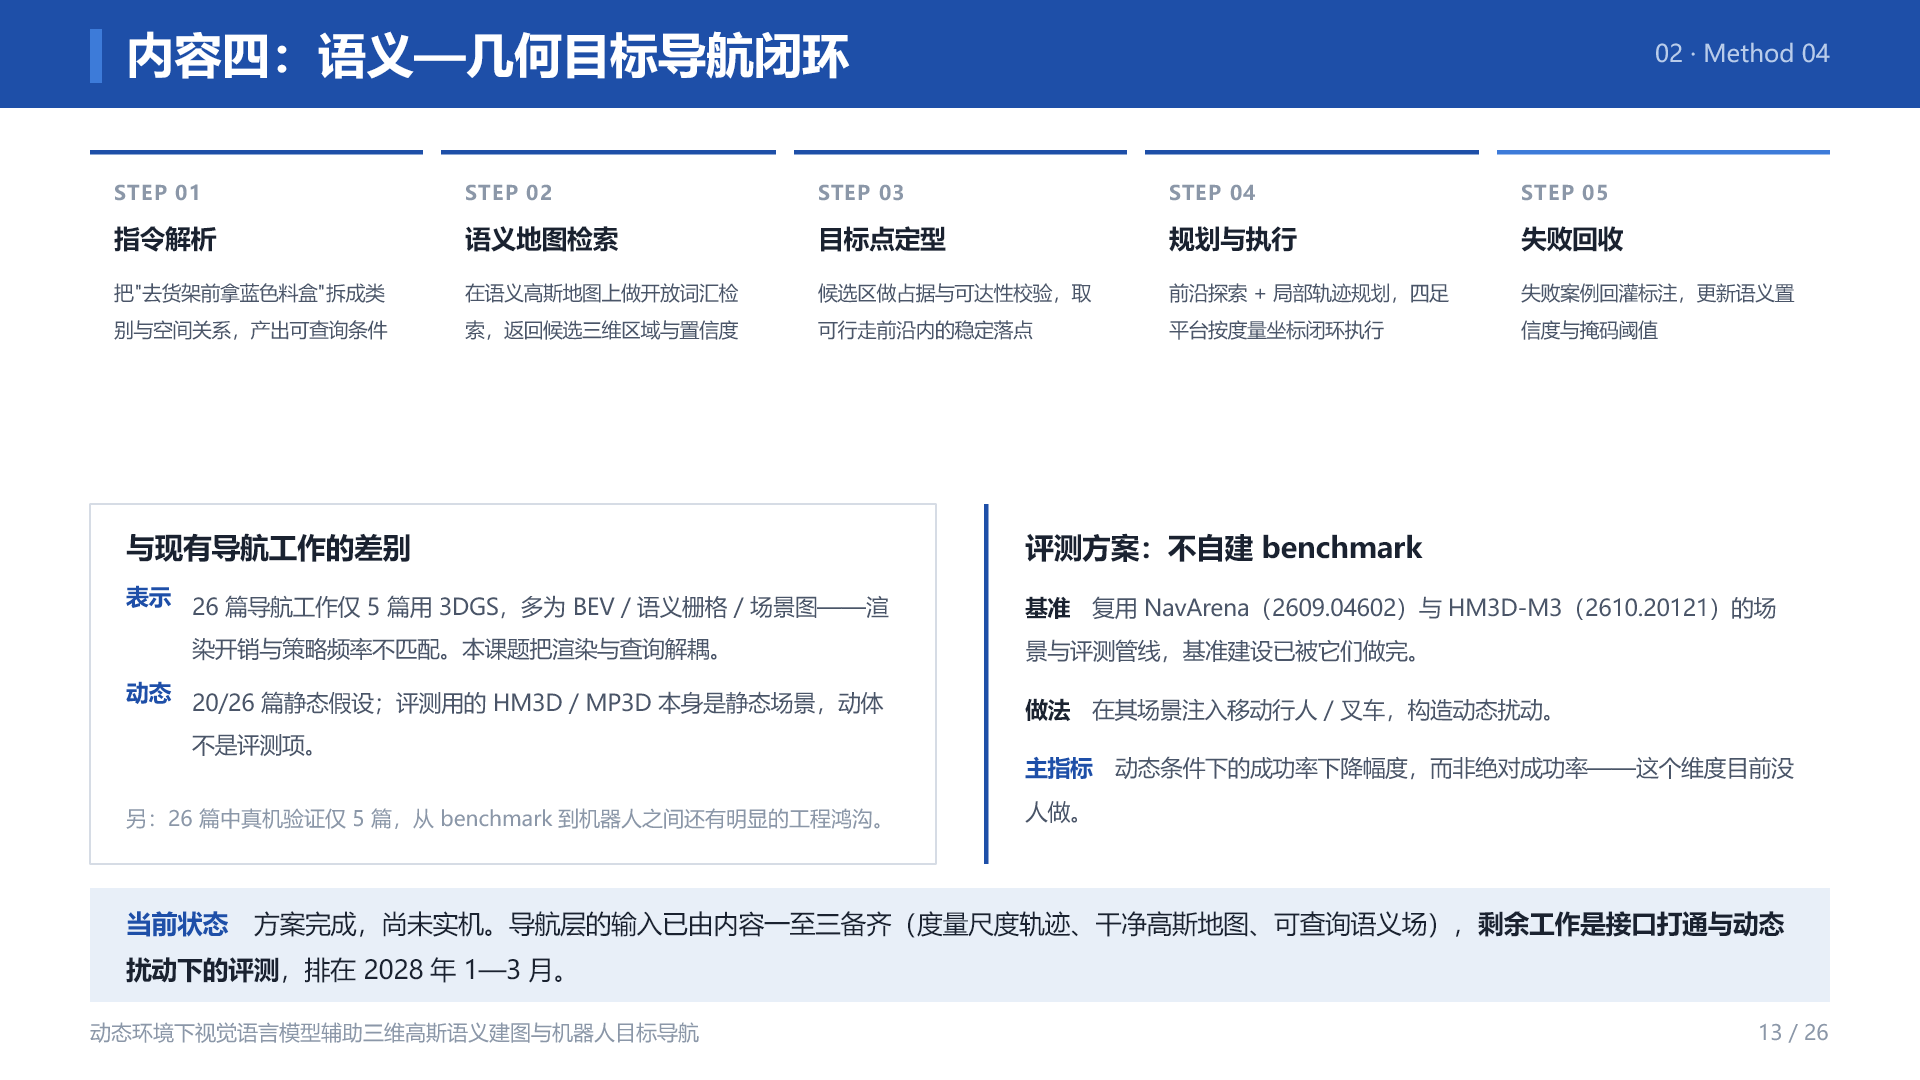 内容四：语义—几何目标导航闭环
02 · Method 04
STEP 01
指令解析
把"去货架前拿蓝色料盒"拆成类
别与空间关系，产出可查询条件
STEP 02
语义地图检索
在语义高斯地图上做开放词汇检
索，返回候选三维区域与置信度
STEP 03
目标点定型
候选区做占据与可达性校验，取
可行走前沿内的稳定落点
STEP 04
规划与执行
前沿探索 + 局部轨迹规划，四足
平台按度量坐标闭环执行
STEP 05
失败回收
失败案例回灌标注，更新语义置
信度与掩码阈值
与现有导航工作的差别
表示 26 篇导航工作仅 5 篇用 3DGS，多为 BEV / 语义栅格 / 场景图——渲
染开销与策略频率不匹配。本课题把渲染与查询解耦。
动态 20/26 篇静态假设；评测用的 HM3D / MP3D 本身是静态场景，动体
不是评测项。
另：26 篇中真机验证仅 5 篇，从 benchmark 到机器人之间还有明显的工程鸿沟。
评测方案：不自建 benchmark
基准 复用 NavArena（2609.04602）与 HM3D-M3（2610.20121）的场
景与评测管线，基准建设已被它们做完。
做法 在其场景注入移动行人 / 叉车，构造动态扰动。
主指标 动态条件下的成功率下降幅度，而非绝对成功率——这个维度目前没
人做。
当前状态 方案完成，尚未实机。导航层的输入已由内容一至三备齐（度量尺度轨迹、干净高斯地图、可查询语义场），剩余工作是接口打通与动态
扰动下的评测，排在 2028 年 1—3 月。
动态环境下视觉语言模型辅助三维高斯语义建图与机器人目标导航
13 / 26